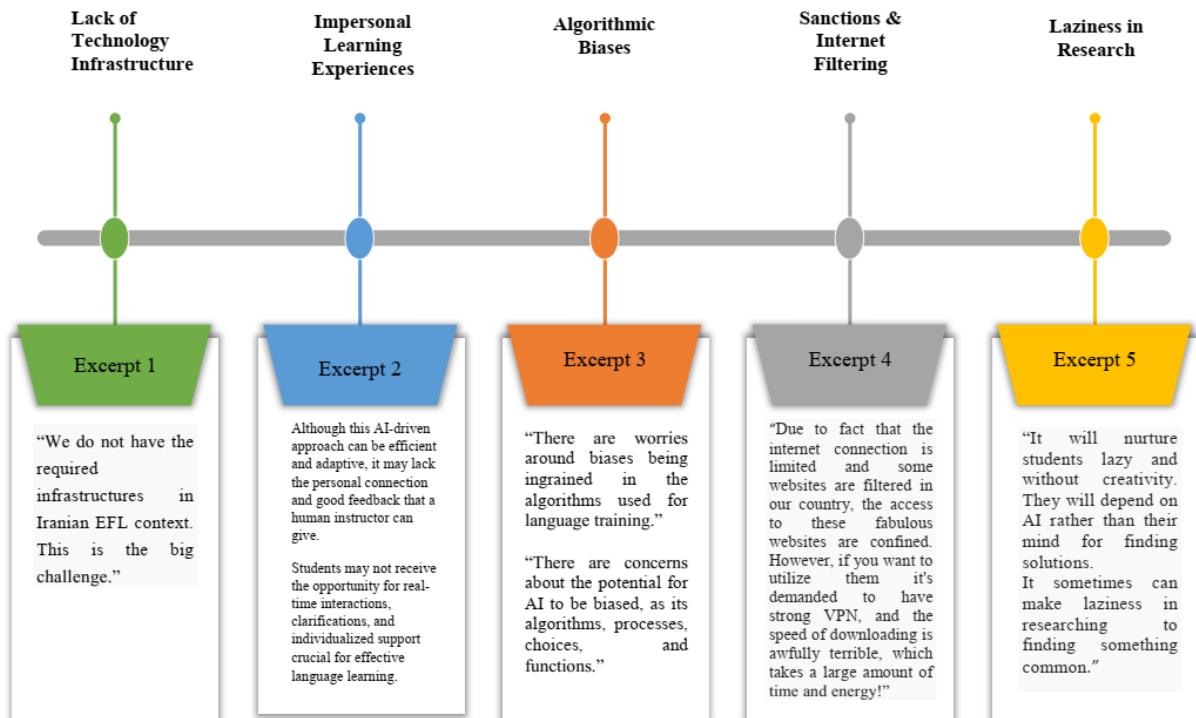 Lack of
Technology
Infrastructure
Impersonal
Learning
Experiences
Algorithmic
Biases
Sanctions &
Internet
Filtering
Laziness in
Research
Excerpt 1
“We do not have the
required
infrastructures in
Iranian EFL context.
This is the big
challenge.”
Excerpt 2
Although this AI-driven
approach can be efficient
and adaptive, it may lack
the personal connection
and good feedback that a
human instructor can
give.
Students may not receive
the opportunity for real-
time interactions,
clarifications, and
individualized support
crucial for effective
language learning.
Excerpt 3
“There are worries
around biases being
ingrained in the
algorithms used for
language training.”
“There are concerns
about the potential for
AI to be biased, as its
algorithms, processes,
choices, and
functions.”
Excerpt 4
"Due to fact that the
internet connection is
limited and some
websites are filtered in
our country, the access
to these fabulous
websites are confined.
However, if you want to
utilize them it's
demanded to have
strong VPN, and the
speed of downloading is
awfully terrible, which
takes a large amount of
time and energy!”
Excerpt 5
“It will nurture
students lazy and
without creativity.
They will depend on
AI rather than their
mind for finding
solutions.
It sometimes can
make laziness in
researching to
finding something
common."